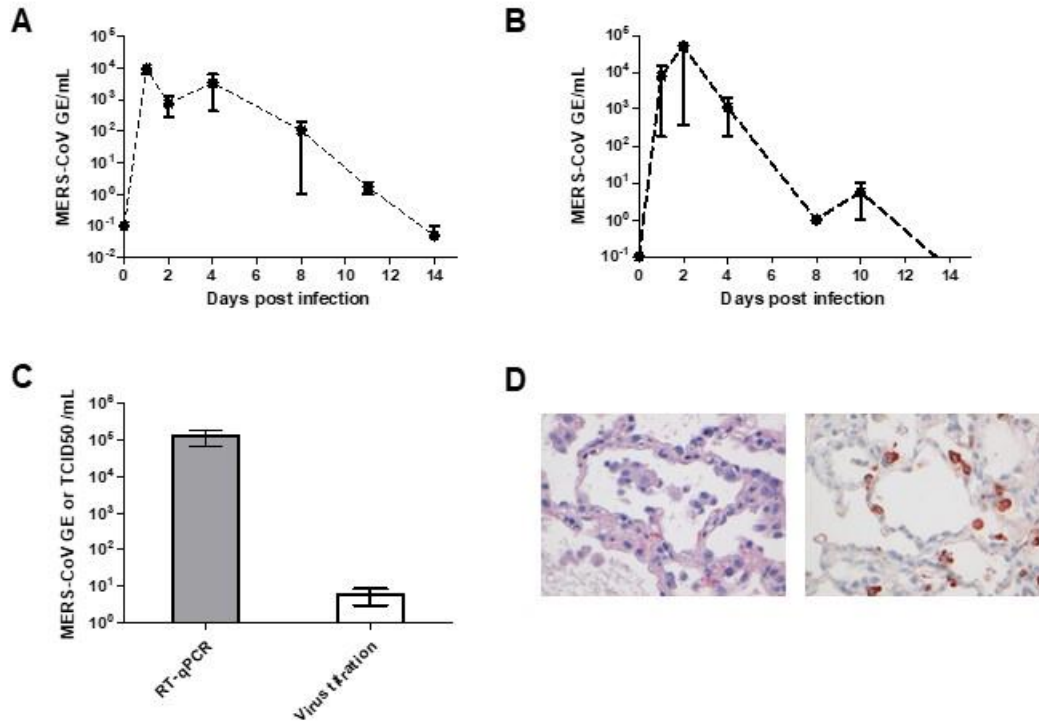 A
MERS-CoV GE/mL
10^5
10^4
10^3
10^2
10^1
10^0
10^-1
10^-2
0 2 4 6 8 10 12 14
Days post infection
B
MERS-CoV GE/mL
10^5
10^4
10^3
10^2
10^1
10^0
10^-1
0 2 4 6 8 10 12 14
Days post infection
C
MERS-CoV GE or TCID50 /mL
10^6
10^5
10^4
10^3
10^2
10^1
10^0
RT-qPCR
Virus titration
D